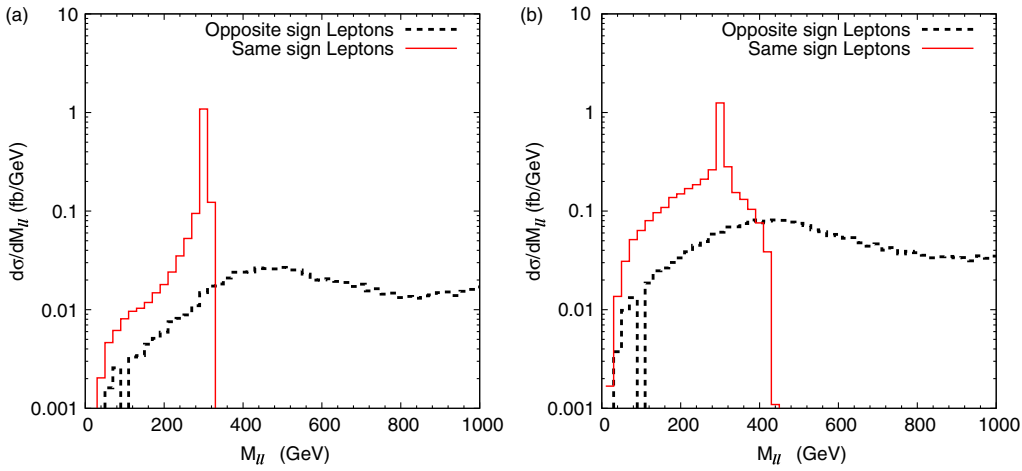 (a)
Opposite sign Leptons
Same sign Leptons
10
1
0.1
0.01
0.001
dσ/dM_ll (fb/GeV)
0 200 400 600 800 1000
M_ll (GeV)
(b)
Opposite sign Leptons
Same sign Leptons
10
1
0.1
0.01
0.001
dσ/dM_ll (fb/GeV)
0 200 400 600 800 1000
M_ll (GeV)